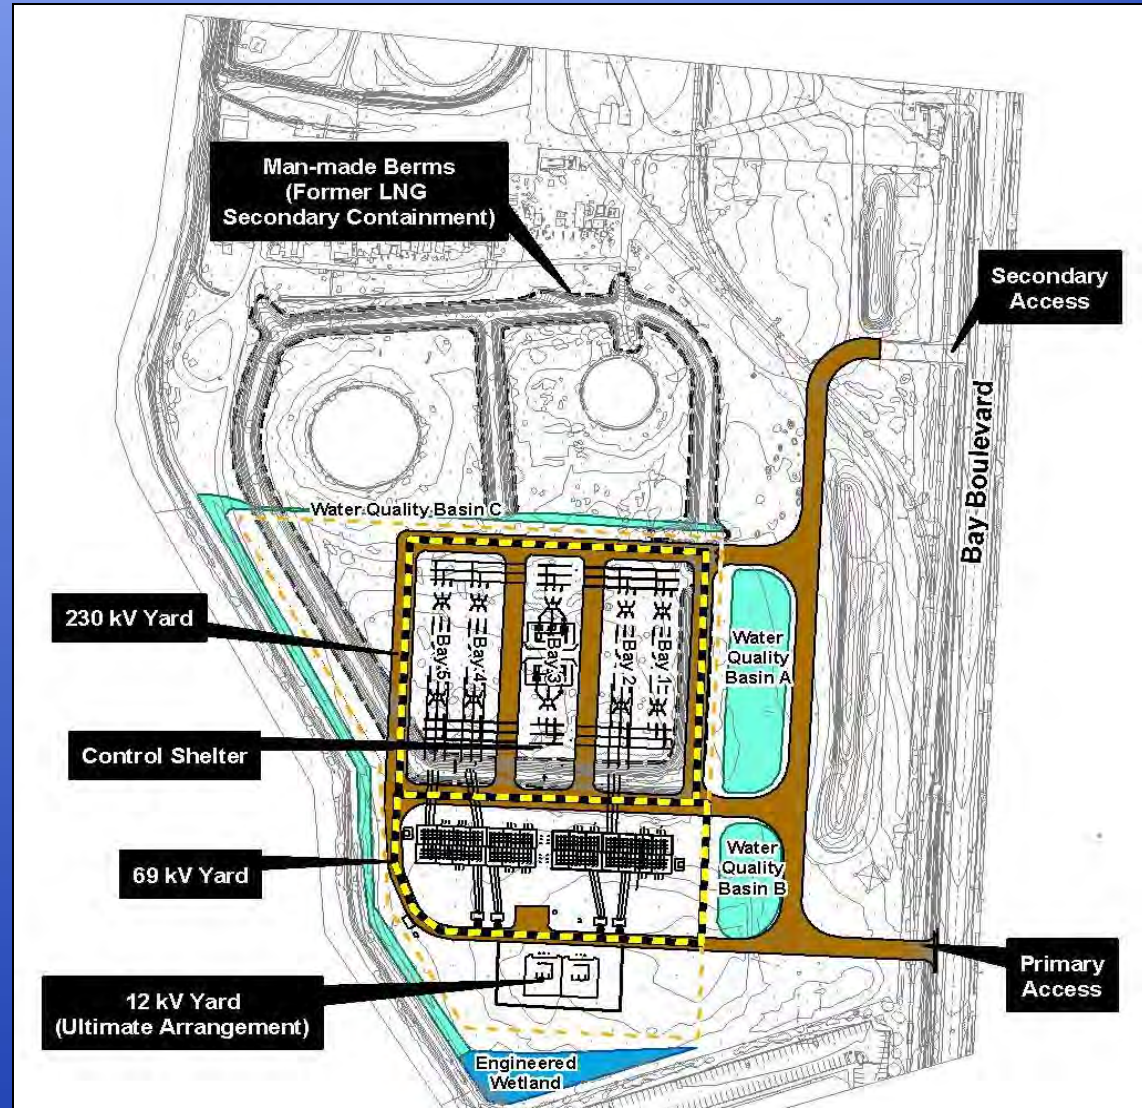 Man-made Berms
(Former LNG
Secondary Containment)
Secondary
Access
Bay Boulevard
Water Quality Basin C
230 kV Yard
Bay 5
Bay 4
Bay 3
Bay 2
Bay 1
Water
Quality
Basin A
Control Shelter
69 kV Yard
Water
Quality
Basin B
Primary
Access
12 kV Yard
(Ultimate Arrangement)
Engineered
Wetland